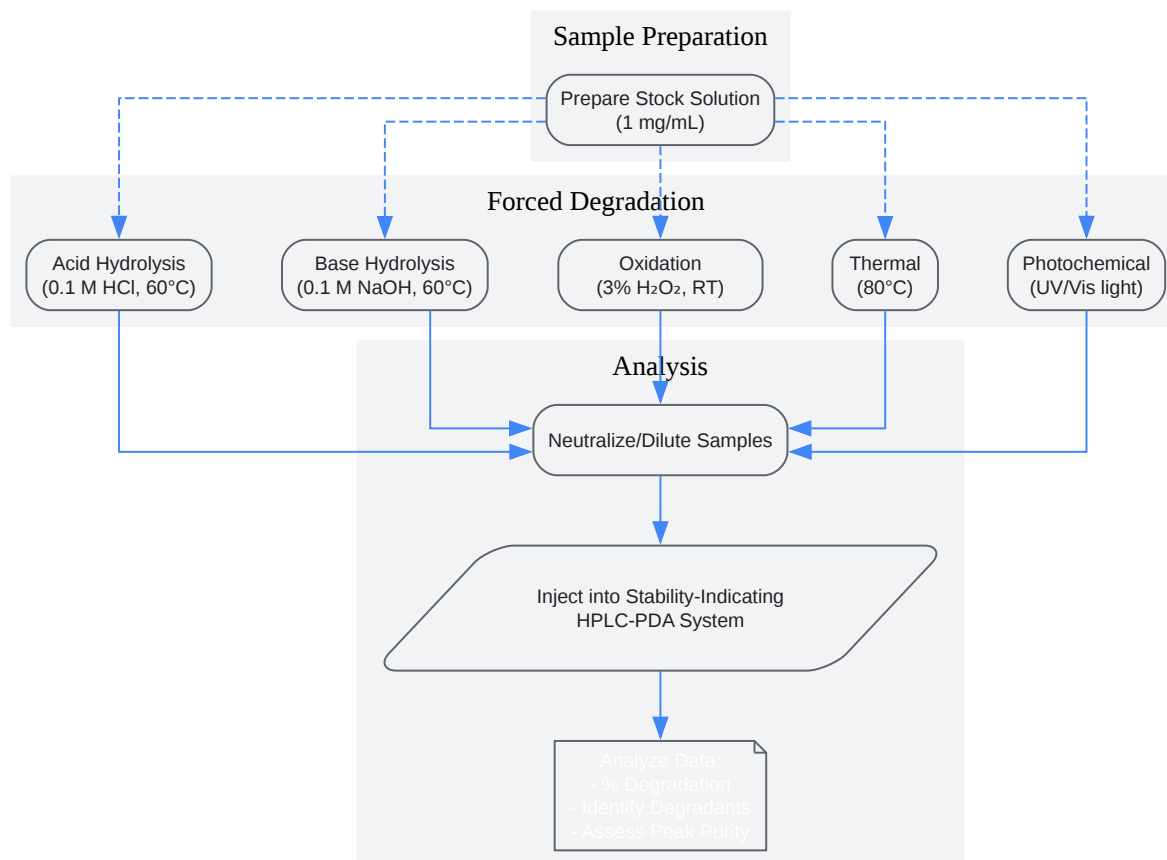 Sample Preparation
Prepare Stock Solution
(1 mg/mL)
Forced Degradation
Acid Hydrolysis
(0.1 M HCl, 60°C)
Base Hydrolysis
(0.1 M NaOH, 60°C)
Oxidation
(3% H₂O₂, RT)
Thermal
(80°C)
Photochemical
(UV/Vis light)
Analysis
Neutralize/Dilute Samples
Inject into Stability-Indicating
HPLC-PDA System
Analyze Data:
- % Degradation
- Identify Degradants
- Assess Peak Purity